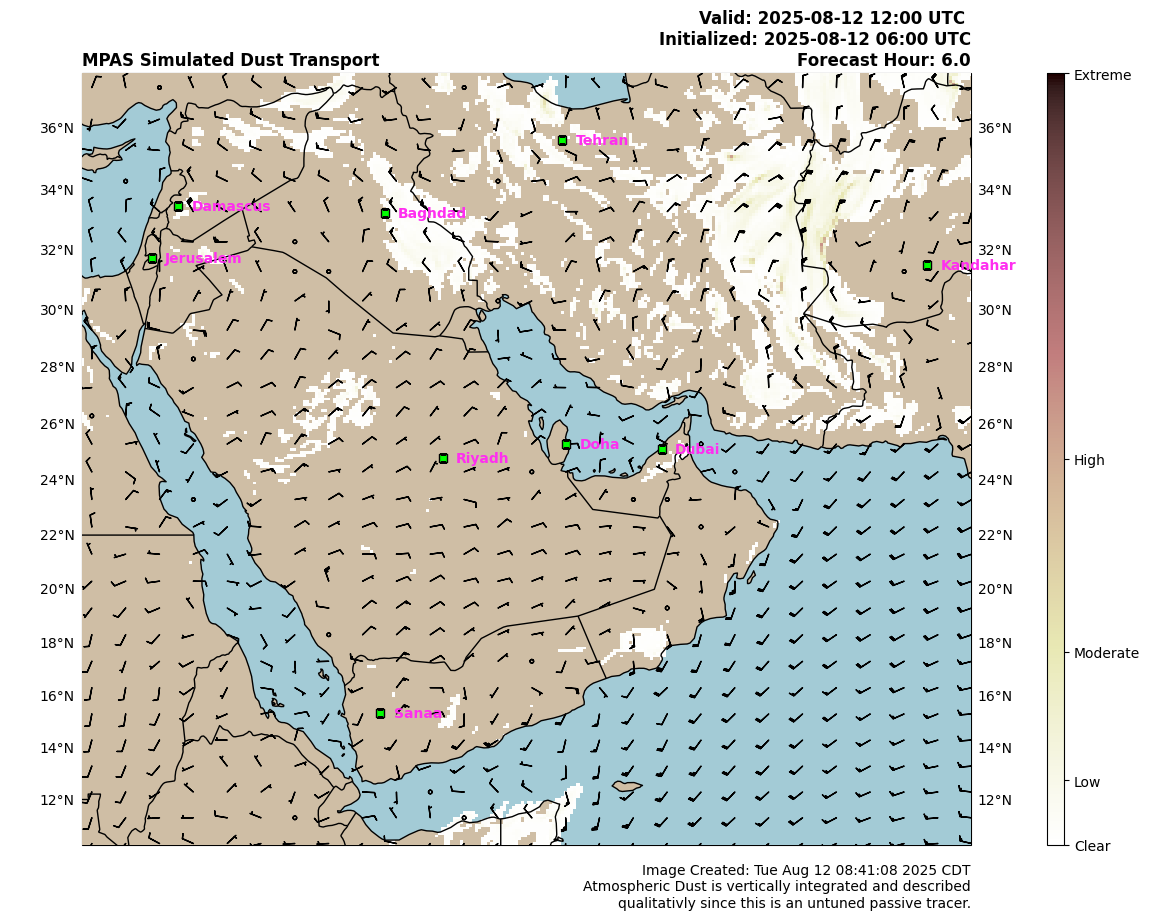 Valid: 2025-08-12 12:00 UTC
Initialized: 2025-08-12 06:00 UTC
MPAS Simulated Dust Transport
Forecast Hour: 6.0
Extreme
36°N
36°N
Tehran
34°N
34°N
Damascus
Baghdad
32°N
32°N
Jerusalem
Kandahar
30°N
30°N
28°N
28°N
26°N
26°N
Doha
Dubai
Riyadh
High
24°N
24°N
22°N
22°N
20°N
20°N
18°N
18°N
Moderate
16°N
16°N
Sanaa
14°N
14°N
Low
12°N
12°N
Clear
Image Created: Tue Aug 12 08:41:08 2025 CDT
Atmospheric Dust is vertically integrated and described
qualitativly since this is an untuned passive tracer.